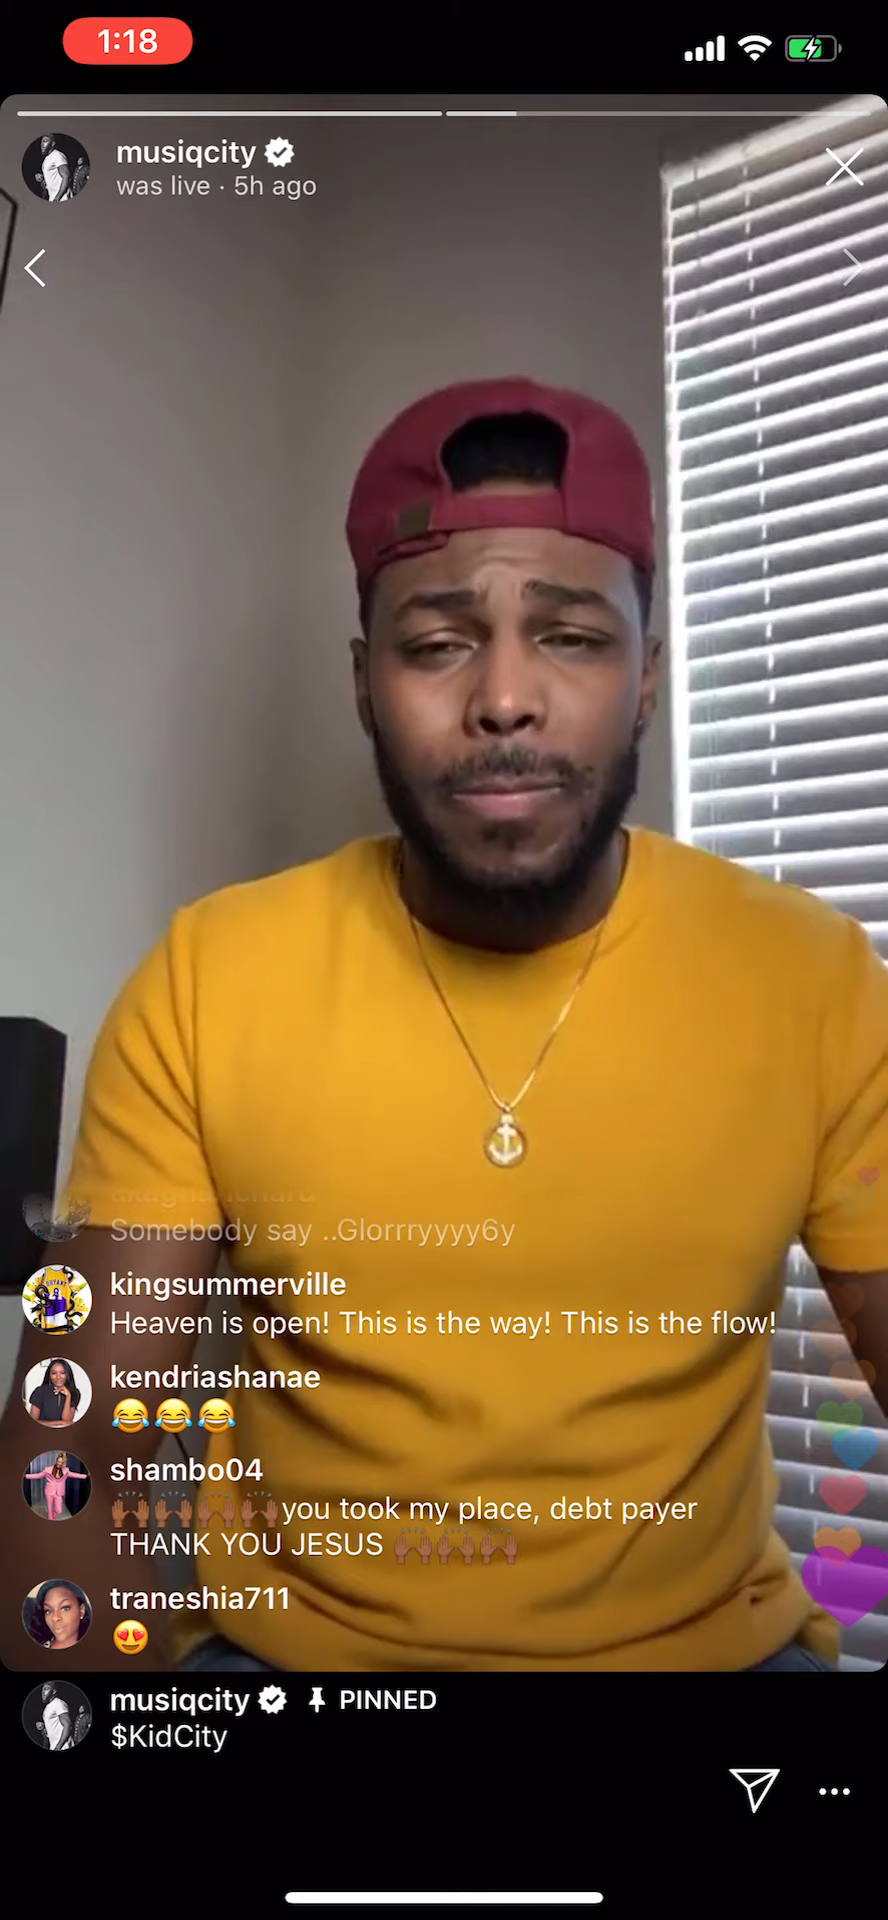 1:18
musiqcity
was live · 5h ago
Somebody say ..Glorrryyyy6y
kingsummerville
Heaven is open! This is the way! This is the flow!
kendriashanae
😂😂😂
shambo04
🙌🏾🙌🏾🙌🏾🙌🏾you took my place, debt payer
THANK YOU JESUS 🙌🏾🙌🏾🙌🏾
traneshia711
😍
musiqcity PINNED
$KidCity